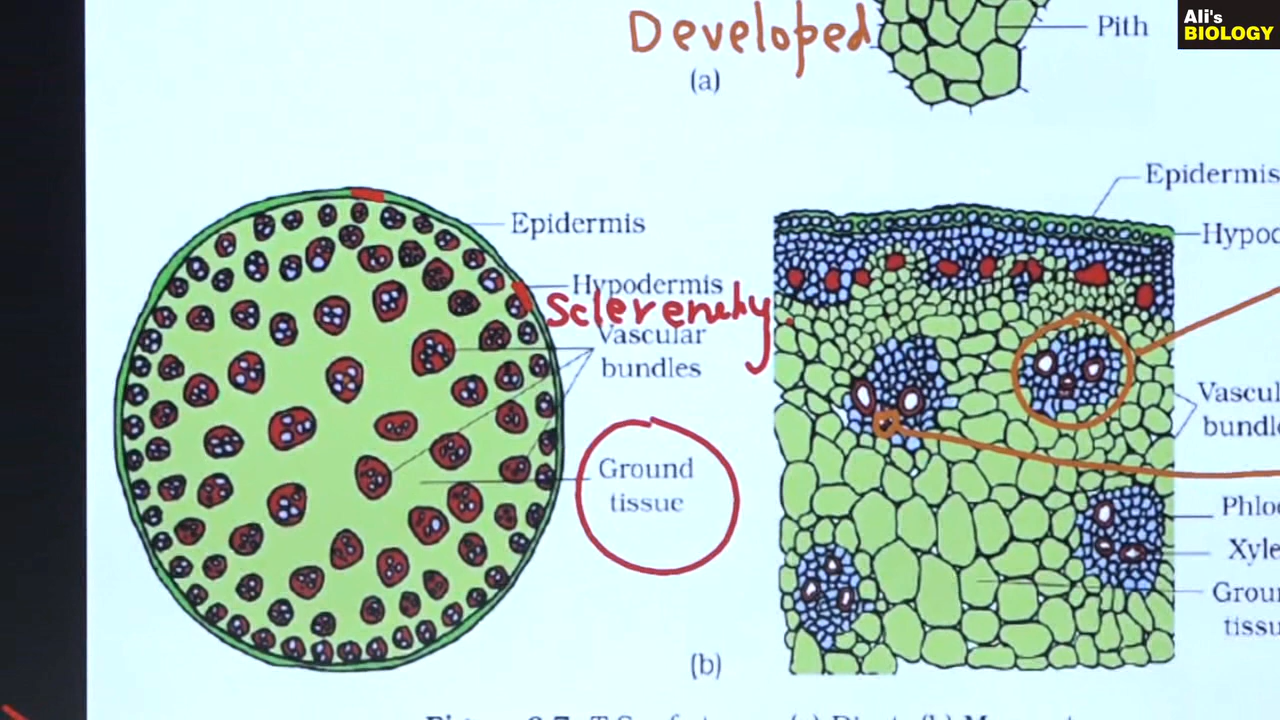 Ali's
BIOLOGY
Developed
Pith
(a)
Epidermis
Epidermis
Hypodermis
Sclerenchy.
Vascular
bundles
Ground
tissue
Hypod
Vascul
bundle
Phloe
Xyle
Groun
tissu
(b)